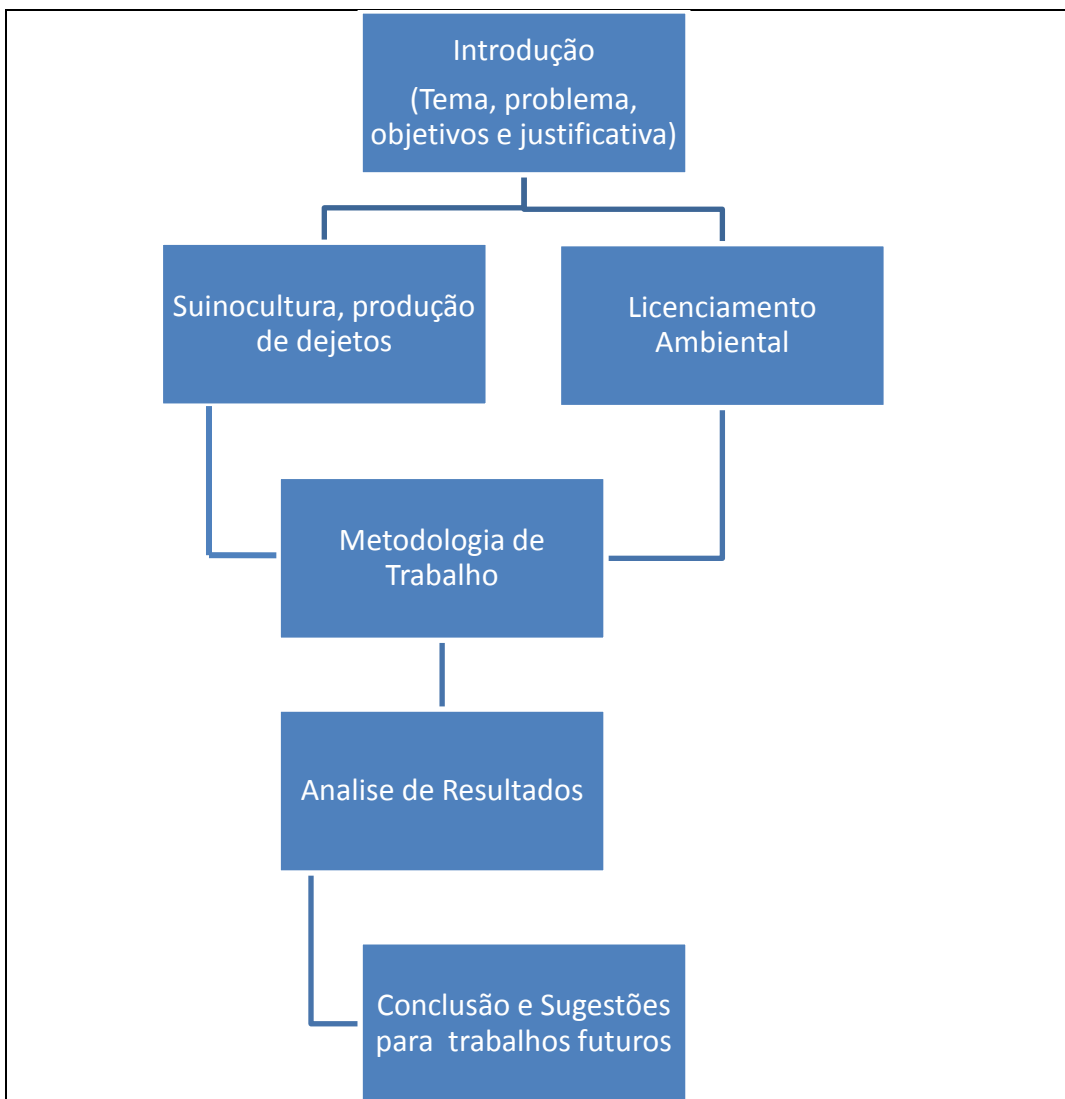 Introdução
(Tema, problema,
objetivos e justificativa)
Suinocultura, produção
de dejetos
Licenciamento
Ambiental
Metodologia de
Trabalho
Analise de Resultados
Conclusão e Sugestões
para trabalhos futuros